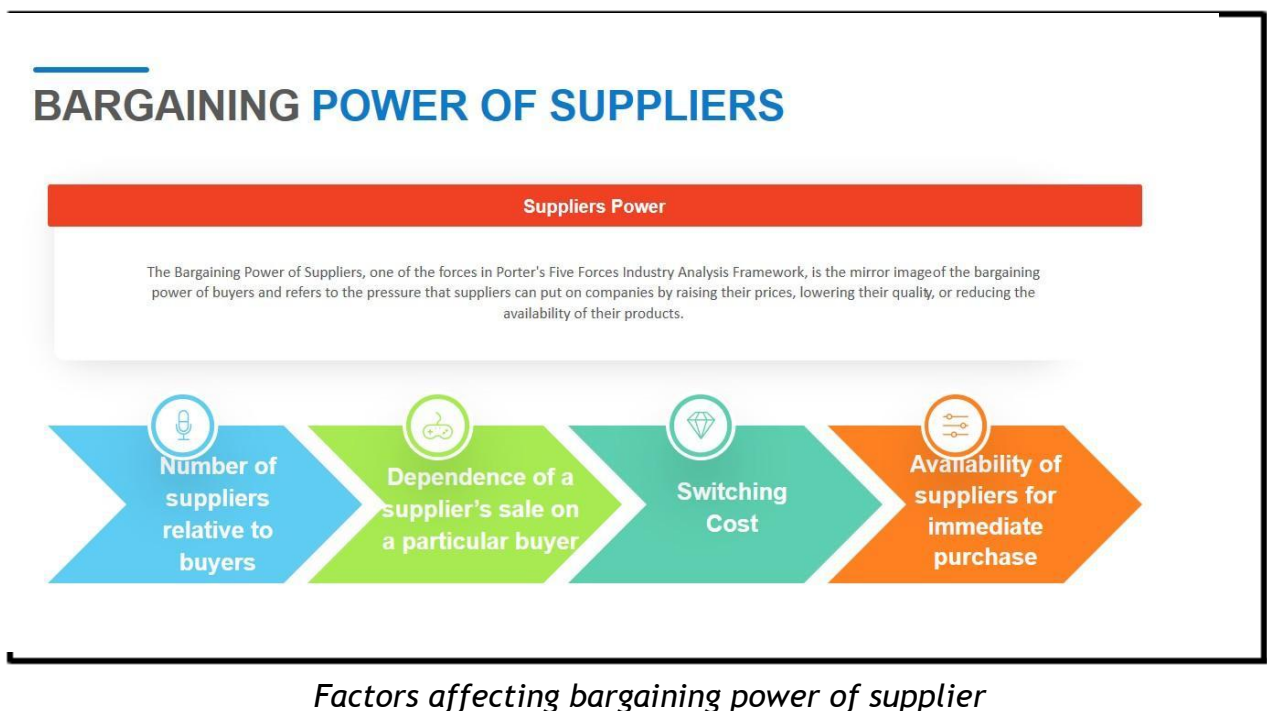 BARGAINING POWER OF SUPPLIERS
Suppliers Power
The Bargaining Power of Suppliers, one of the forces in Porter's Five Forces Industry Analysis Framework, is the mirror imageof the bargaining
power of buyers and refers to the pressure that suppliers can put on companies by raising their prices, lowering their quality, or reducing the
availability of their products.
Number of
suppliers
relative to
buyers
Dependence of a
supplier’s sale on
a particular buyer
Switching
Cost
Availability of
suppliers for
immediate
purchase
Factors affecting bargaining power of supplier